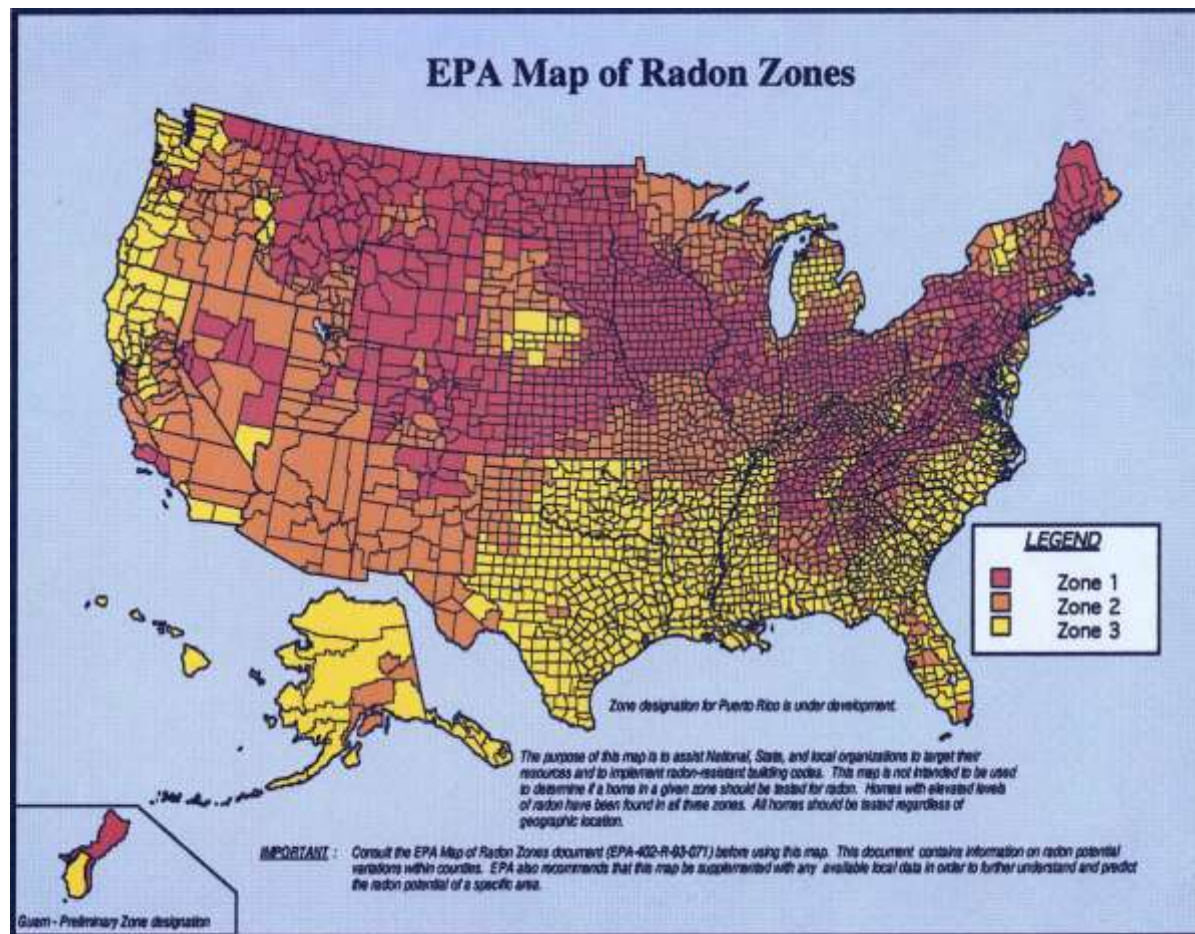 EPA Map of Radon Zones
LEGEND
Zone 1
Zone 2
Zone 3
Zone designation for Puerto Rico is under development.
The purpose of this map is to assist National, State, and local organizations to target their
resources and to implement radon-resistant building codes. This map is not intended to be used
to determine if a home in a given zone should be tested for radon. Homes with elevated levels
of radon have been found in all three zones. All homes should be tested regardless of
geographic location.
IMPORTANT : Consult the EPA Map of Radon Zones document (EPA-402-R-93-071) before using this map. This document contains information on radon potential
variations within counties. EPA also recommends that this map be supplemented with any available local data in order to further understand and predict
the radon potential of a specific area.
Guam - Preliminary Zone designation